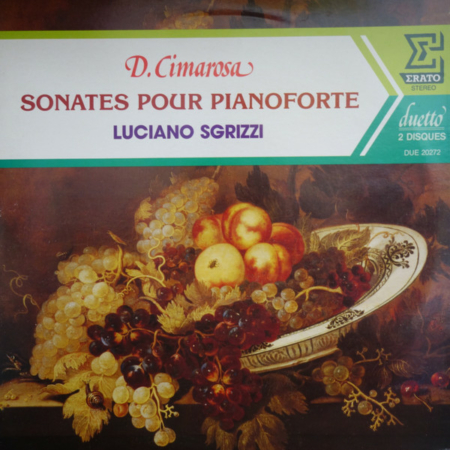 D. Cimarosa
SONATES POUR PIANOFORTE
LUCIANO SGRIZZI
ERATO
STEREO
duetto
2 DISQUES
DUE 20272